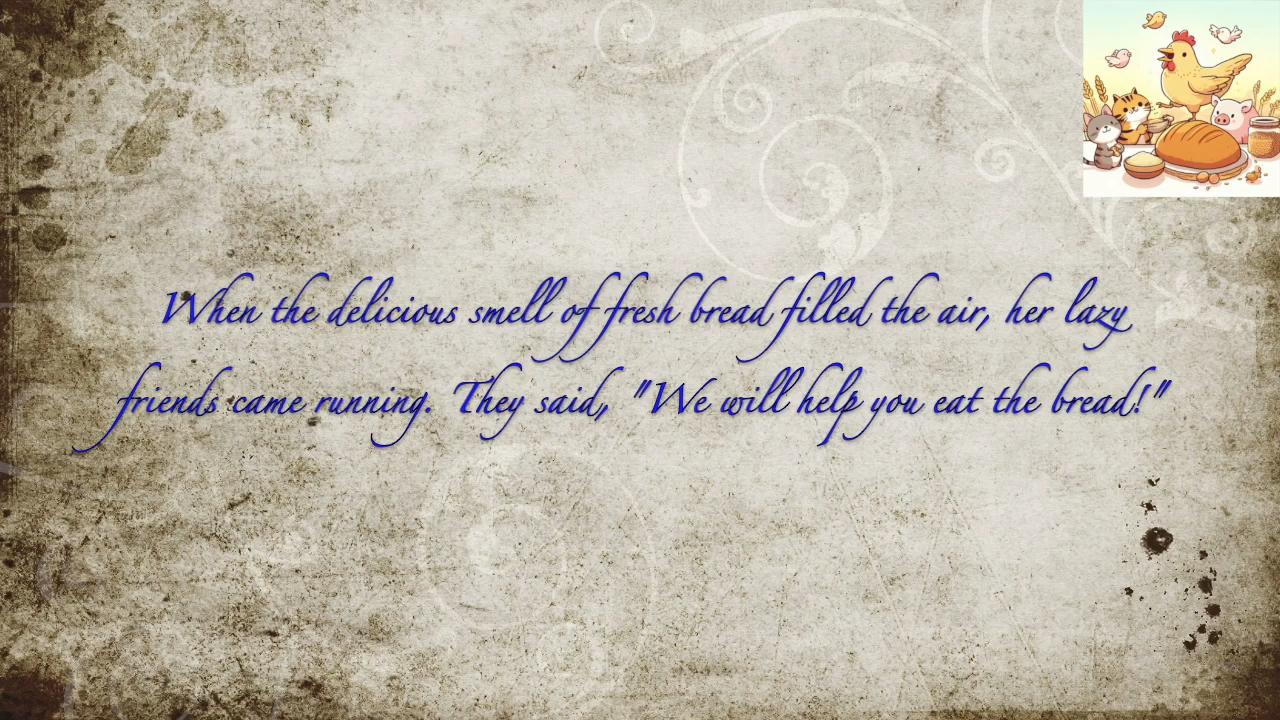 When the delicious smell of fresh bread filled the air, her lazy
friends came running. They said, "We will help you eat the bread!"